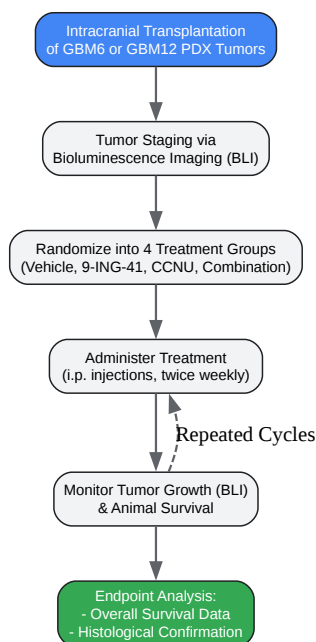 Intracranial Transplantation
of GBM6 or GBM12 PDX Tumors
Tumor Staging via
Bioluminescence Imaging (BLI)
Randomize into 4 Treatment Groups
(Vehicle, 9-ING-41, CCNU, Combination)
Administer Treatment
(i.p. injections, twice weekly)
Repeated Cycles
Monitor Tumor Growth (BLI)
& Animal Survival
Endpoint Analysis:
- Overall Survival Data
- Histological Confirmation